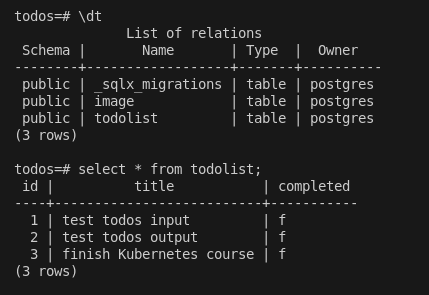 todos=# \dt
              List of relations
 Schema |       Name       | Type  |  Owner
--------+------------------+-------+----------
 public | _sqlx_migrations | table | postgres
 public | image            | table | postgres
 public | todolist         | table | postgres
(3 rows)

todos=# select * from todolist;
 id |          title           | completed
----+--------------------------+-----------
  1 | test todos input         | f
  2 | test todos output        | f
  3 | finish Kubernetes course | f
(3 rows)